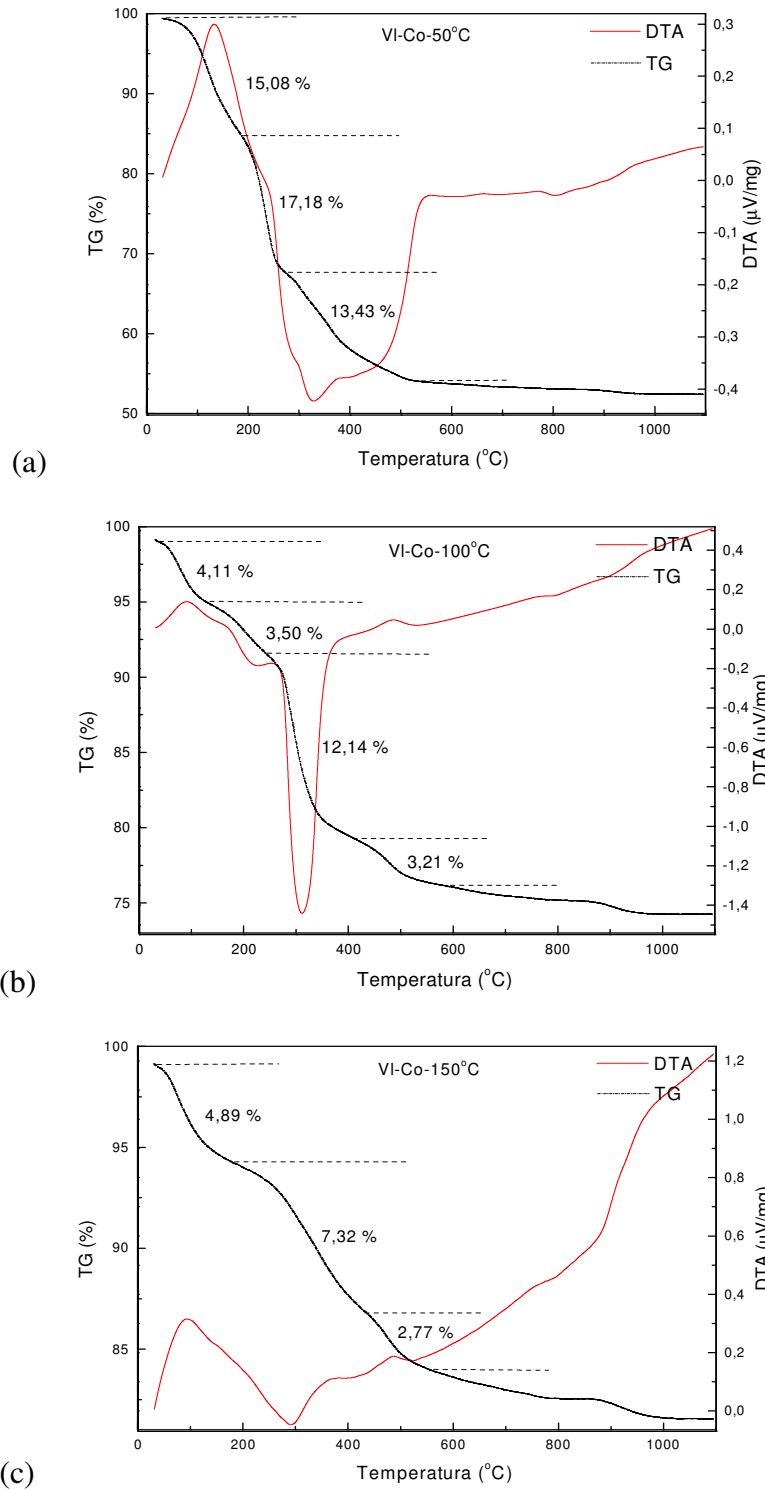 VI-Co-50°C
DTA
TG
15,08 %
17,18 %
13,43 %
100
90
80
70
60
50
TG (%)
0,3
0,2
0,1
0,0
-0,1
-0,2
-0,3
-0,4
DTA (µV/mg)
0 200 400 600 800 1000
Temperatura (°C)
(a)
VI-Co-100°C
DTA
TG
4,11 %
3,50 %
12,14 %
3,21 %
100
95
90
85
80
75
TG (%)
0,4
0,2
0,0
-0,2
-0,4
-0,6
-0,8
-1,0
-1,2
-1,4
DTA (µV/mg)
0 200 400 600 800 1000
Temperatura (°C)
(b)
VI-Co-150°C
DTA
TG
4,89 %
7,32 %
2,77 %
100
95
90
85
TG (%)
1,2
1,0
0,8
0,6
0,4
0,2
0,0
DTA (µV/mg)
0 200 400 600 800 1000
Temperatura (°C)
(c)